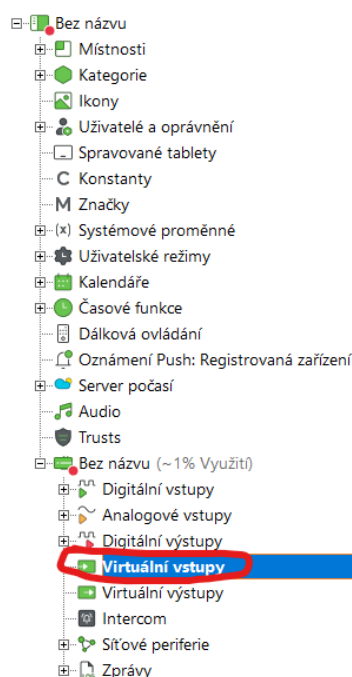 Bez názvu
Místnosti
Kategorie
Ikony
Uživatelé a oprávnění
Spravované tablety
C Konstanty
M Značky
(x) Systémové proměnné
Uživatelské režimy
Kalendáře
Časové funkce
Dálková ovládání
Oznámení Push: Registrovaná zařízení
Server počasí
Audio
Trusts
Bez názvu (~1% Využití)
Digitální vstupy
Analogové vstupy
Digitální výstupy
Virtuální vstupy
Virtuální výstupy
Intercom
Síťové periferie
Zprávy